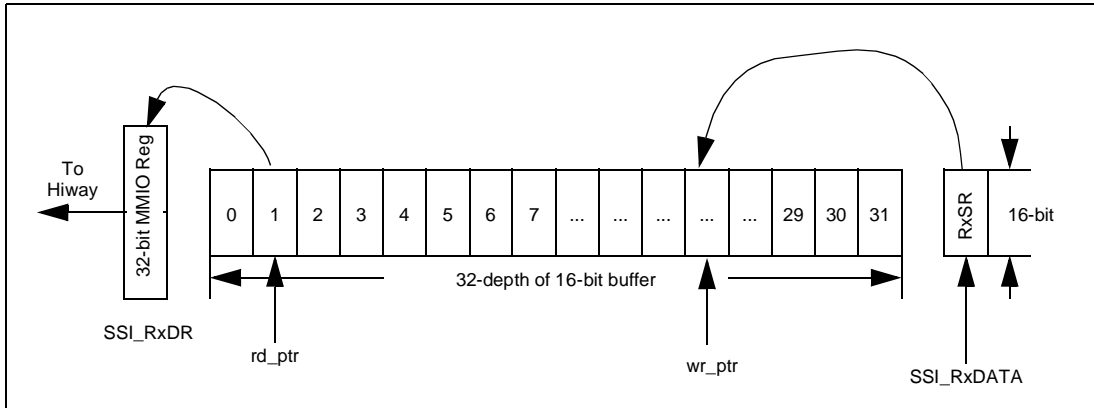 To
Hiway
32-bit MMIO Reg
SSI_RxDR
0 1 2 3 4 5 6 7 ... ... ... ... ... 29 30 31
32-depth of 16-bit buffer
rd_ptr
wr_ptr
RxSR
16-bit
SSI_RxDATA